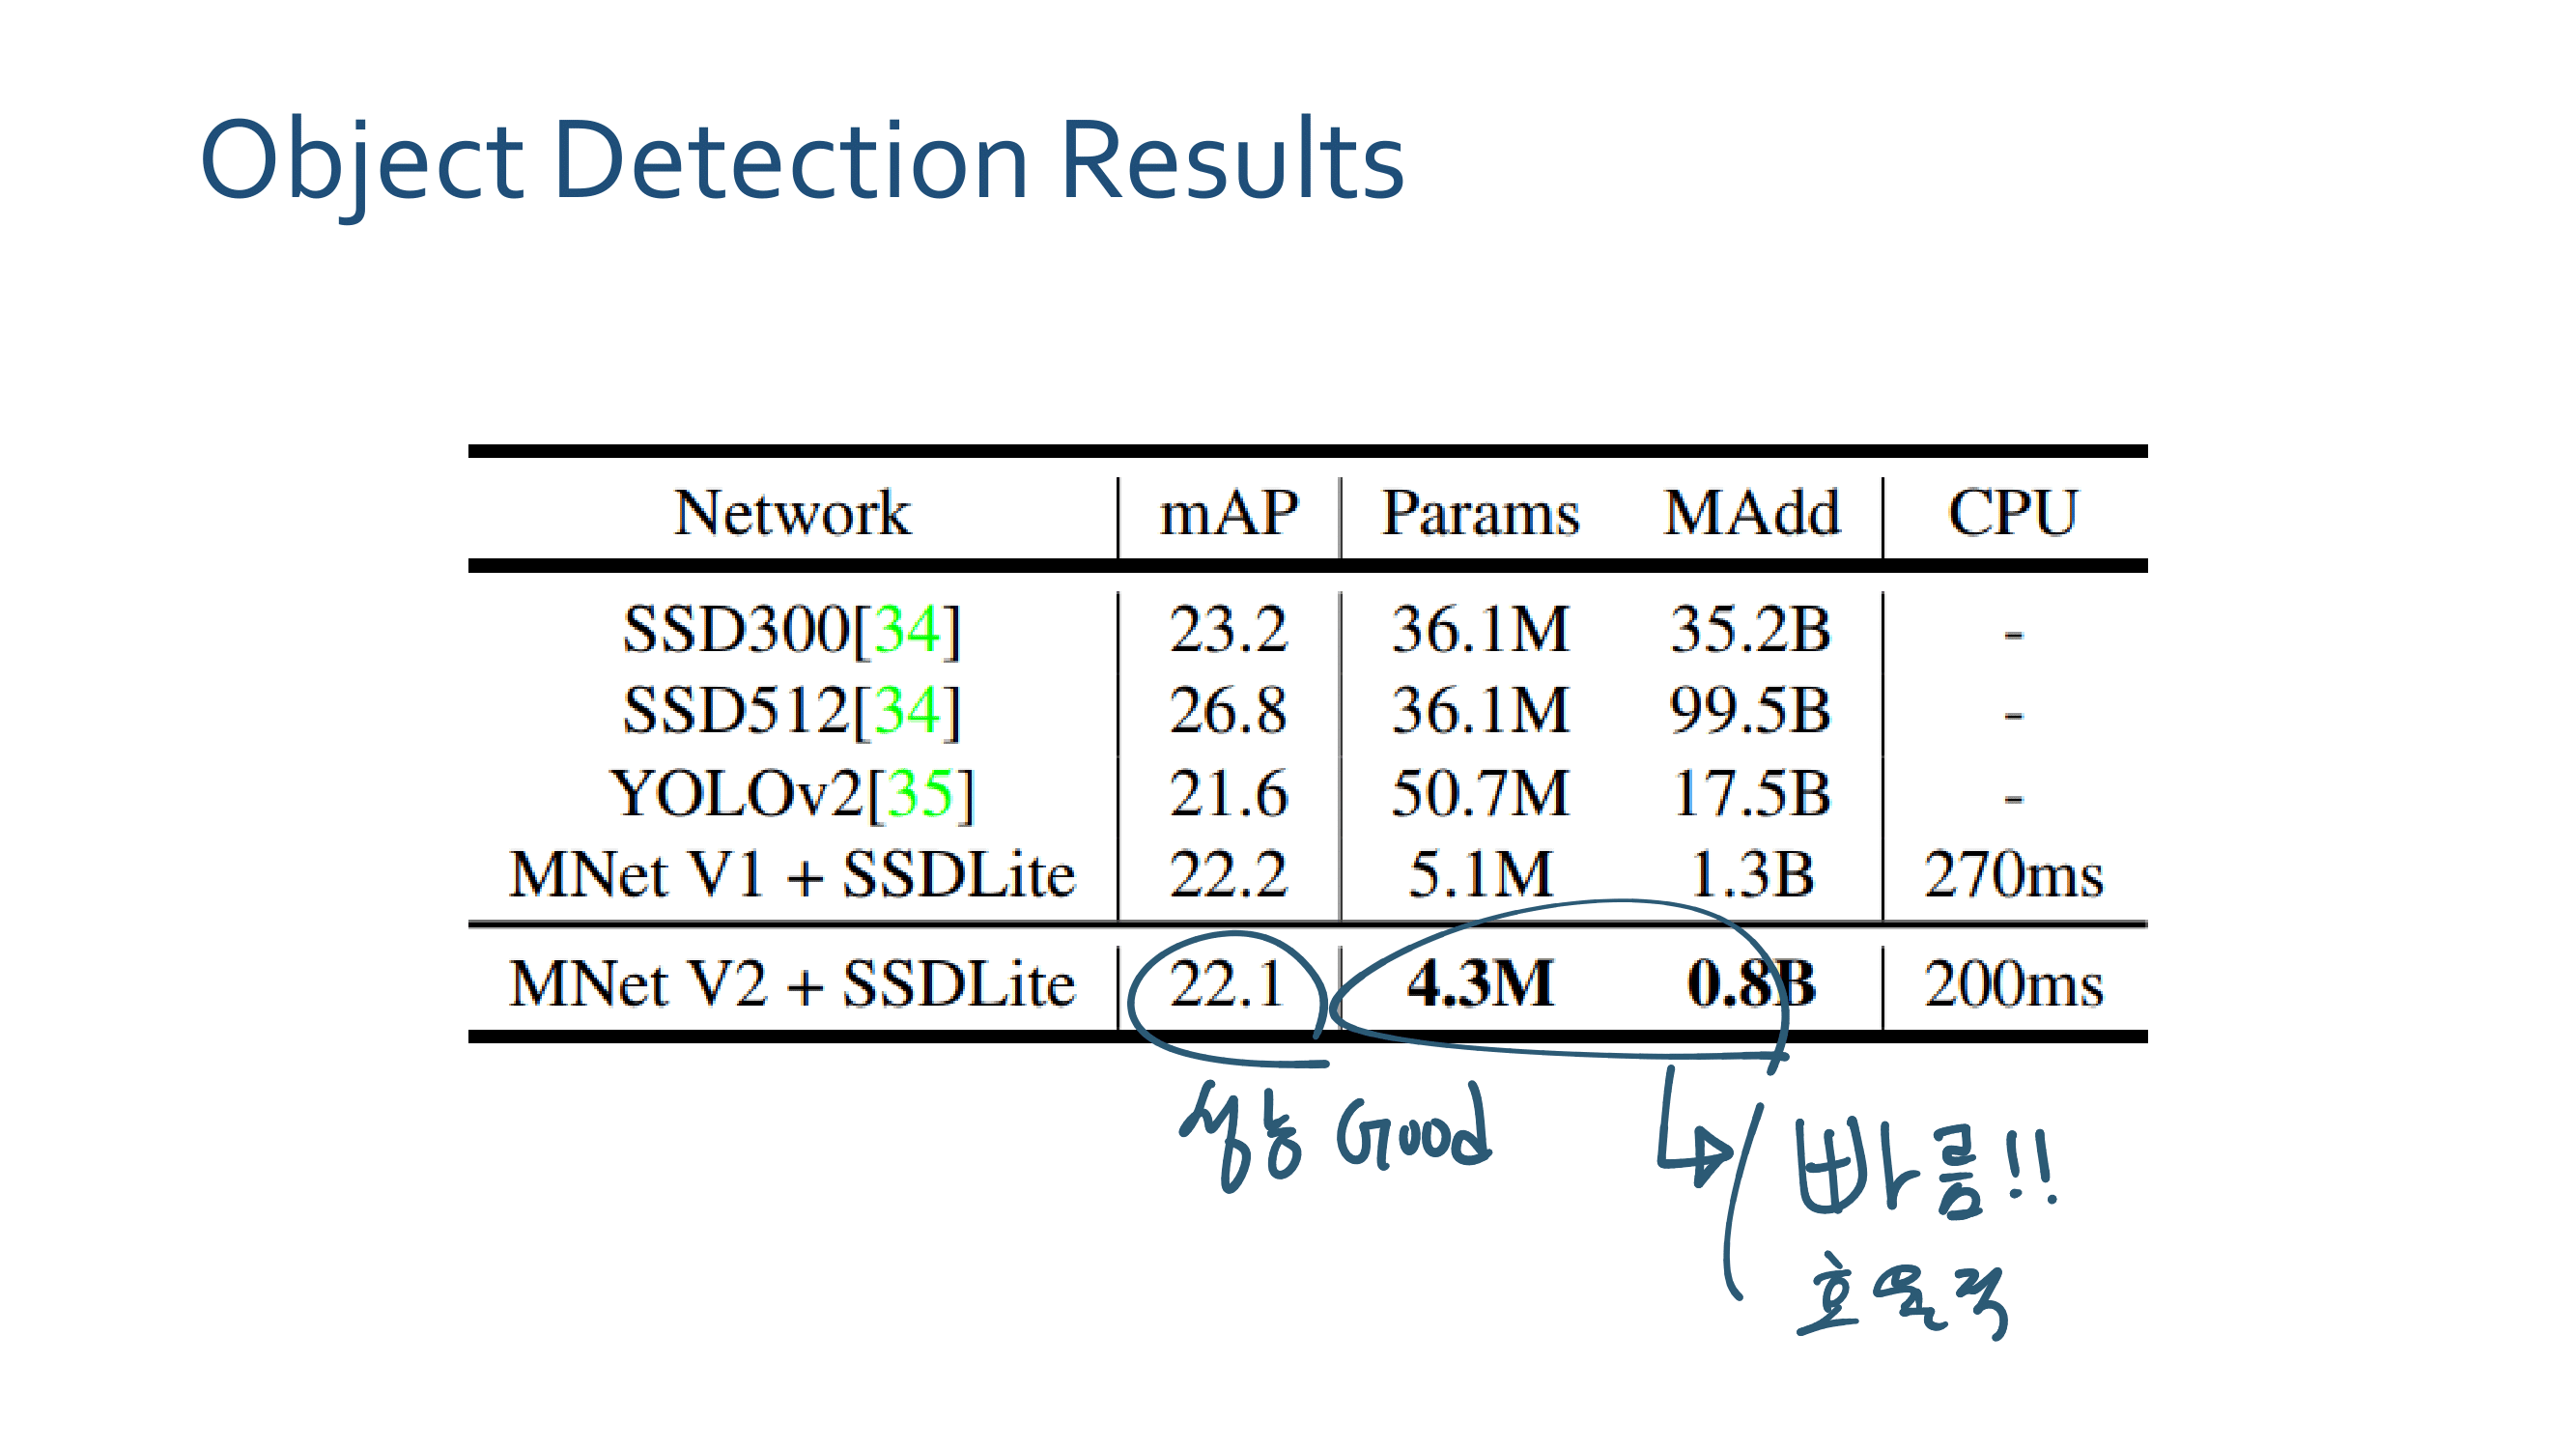 Object Detection Results
Network mAP Params MAdd CPU
SSD300[34] 23.2 36.1M 35.2B -
SSD512[34] 26.8 36.1M 99.5B -
YOLOv2[35] 21.6 50.7M 17.5B -
MNet V1 + SSDLite 22.2 5.1M 1.3B 270ms
MNet V2 + SSDLite 22.1 4.3M 0.8B 200ms
성능 Good
빠름!!
효율적